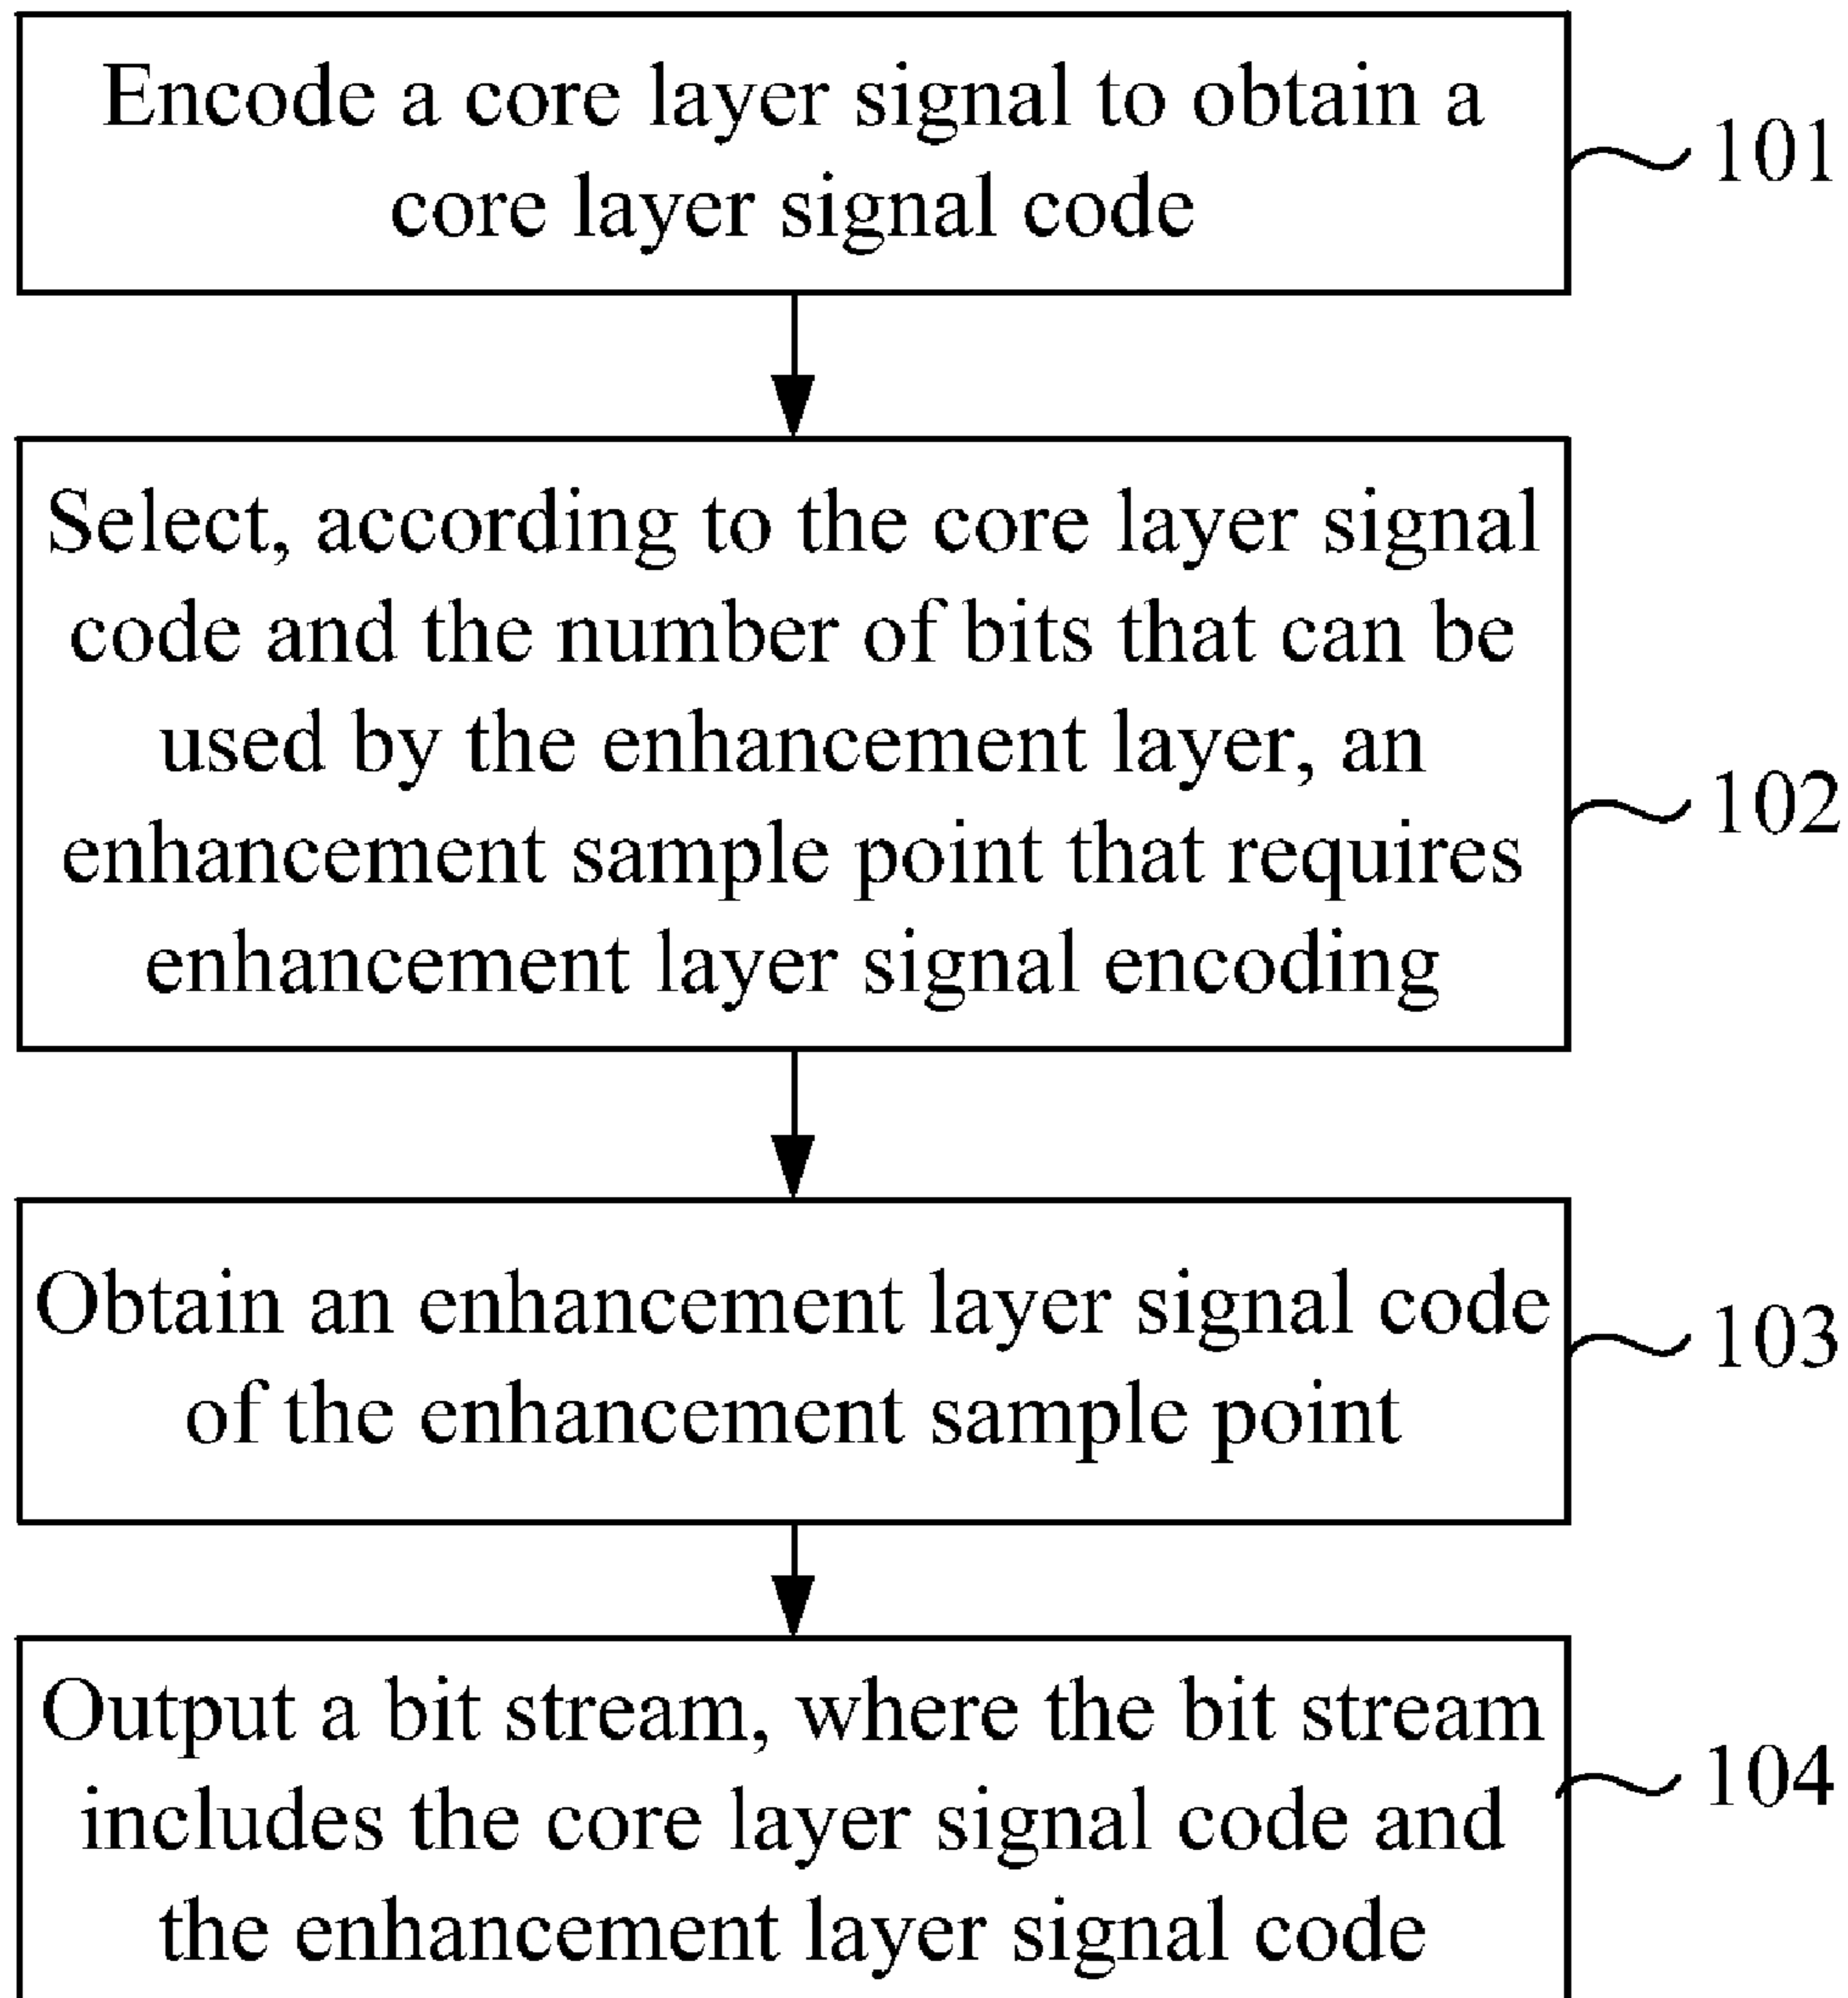 Encode a core layer signal to obtain a
core layer signal code
101
Select, according to the core layer signal
code and the number of bits that can be
used by the enhancement layer, an
enhancement sample point that requires
enhancement layer signal encoding
102
Obtain an enhancement layer signal code
of the enhancement sample point
103
Output a bit stream, where the bit stream
includes the core layer signal code and
the enhancement layer signal code
104